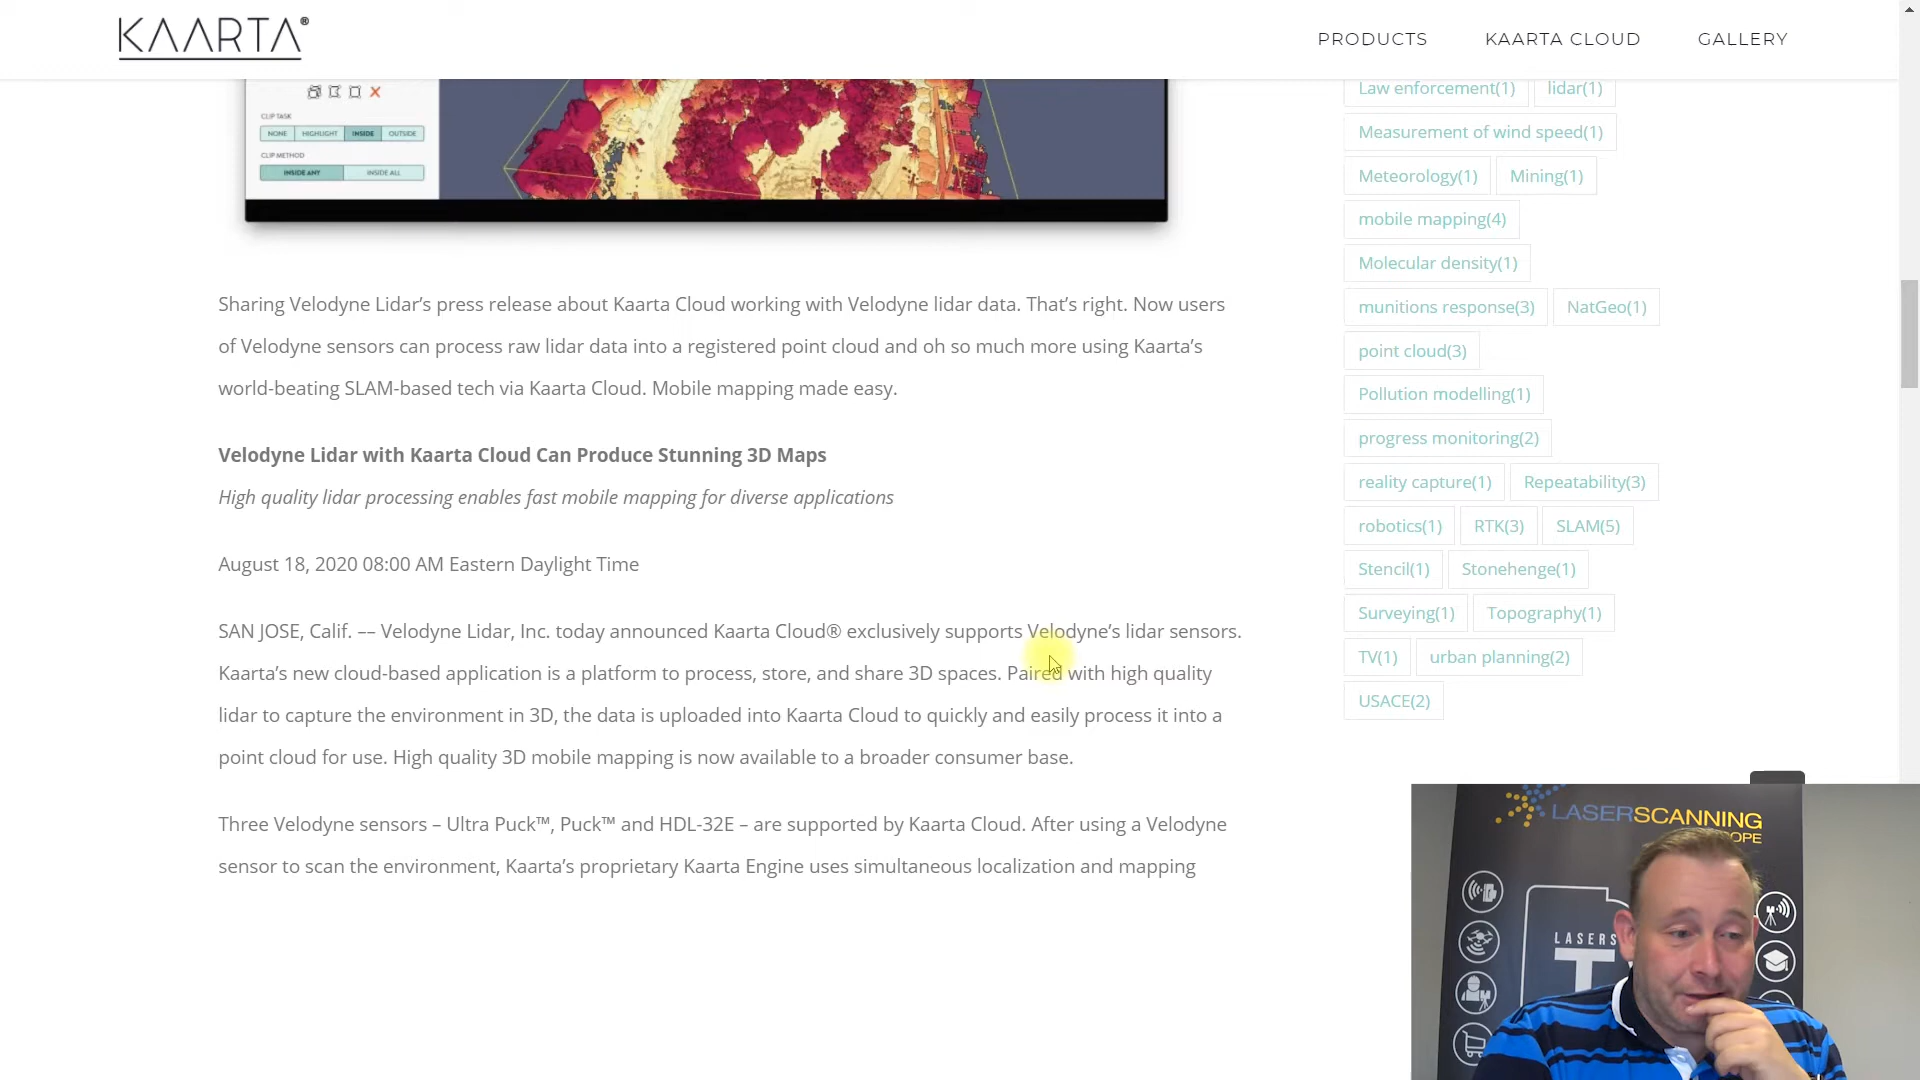 KAARTA®
PRODUCTS
KAARTA CLOUD
GALLERY
CLIP TASK
NONE
HIGHLIGHT
INSIDE
OUTSIDE
CLIP METHOD
INSIDE ANY
INSIDE ALL
Sharing Velodyne Lidar’s press release about Kaarta Cloud working with Velodyne lidar data. That’s right. Now users
of Velodyne sensors can process raw lidar data into a registered point cloud and oh so much more using Kaarta’s
world-beating SLAM-based tech via Kaarta Cloud. Mobile mapping made easy.
Velodyne Lidar with Kaarta Cloud Can Produce Stunning 3D Maps
High quality lidar processing enables fast mobile mapping for diverse applications
August 18, 2020 08:00 AM Eastern Daylight Time
SAN JOSE, Calif. –– Velodyne Lidar, Inc. today announced Kaarta Cloud® exclusively supports Velodyne’s lidar sensors.
Kaarta’s new cloud-based application is a platform to process, store, and share 3D spaces. Paired with high quality
lidar to capture the environment in 3D, the data is uploaded into Kaarta Cloud to quickly and easily process it into a
point cloud for use. High quality 3D mobile mapping is now available to a broader consumer base.
Three Velodyne sensors – Ultra Puck™, Puck™ and HDL-32E – are supported by Kaarta Cloud. After using a Velodyne
sensor to scan the environment, Kaarta’s proprietary Kaarta Engine uses simultaneous localization and mapping
Law enforcement(1)
lidar(1)
Measurement of wind speed(1)
Meteorology(1)
Mining(1)
mobile mapping(4)
Molecular density(1)
munitions response(3)
NatGeo(1)
point cloud(3)
Pollution modelling(1)
progress monitoring(2)
reality capture(1)
Repeatability(3)
robotics(1)
RTK(3)
SLAM(5)
Stencil(1)
Stonehenge(1)
Surveying(1)
Topography(1)
TV(1)
urban planning(2)
USACE(2)
LASERSCANNING
OPE
LASERS
T